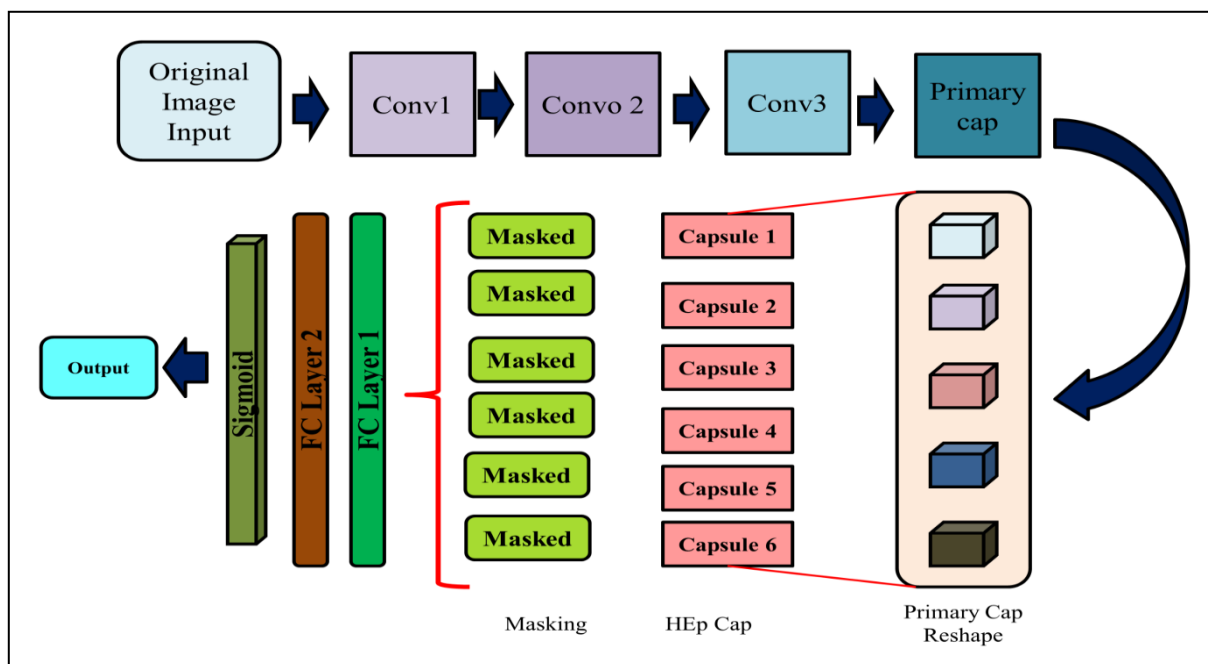 Original
Image
Input
Conv1
Convo 2
Conv3
Primary
cap
Output
Sigmoid
FC Layer 2
FC Layer 1
Masked
Masked
Masked
Masked
Masked
Masked
Capsule 1
Capsule 2
Capsule 3
Capsule 4
Capsule 5
Capsule 6
Masking
HEp Cap
Primary Cap
Reshape